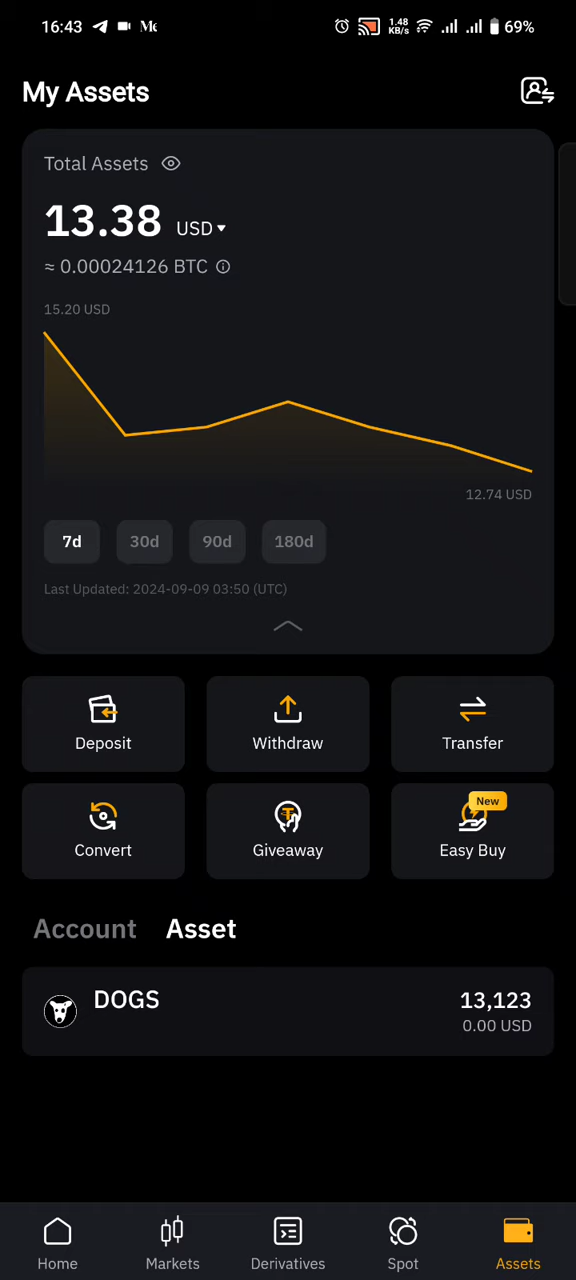 16:43 Me 1.48 KB/s 69%
My Assets
Total Assets
13.38 USD
≈ 0.00024126 BTC
15.20 USD
12.74 USD
7d 30d 90d 180d
Last Updated: 2024-09-09 03:50 (UTC)
Deposit Withdraw Transfer
New
Convert Giveaway Easy Buy
Account Asset
DOGS 13,123
0.00 USD
Home Markets Derivatives Spot Assets